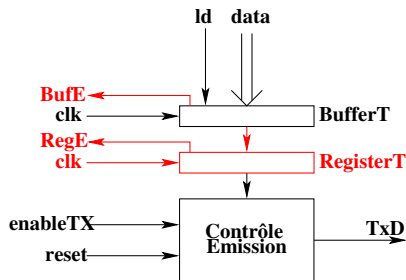 ld data
BufE
clk
BufferT
RegE
clk
RegisterT
enableTX
Contrôle
Emission
TxD
reset